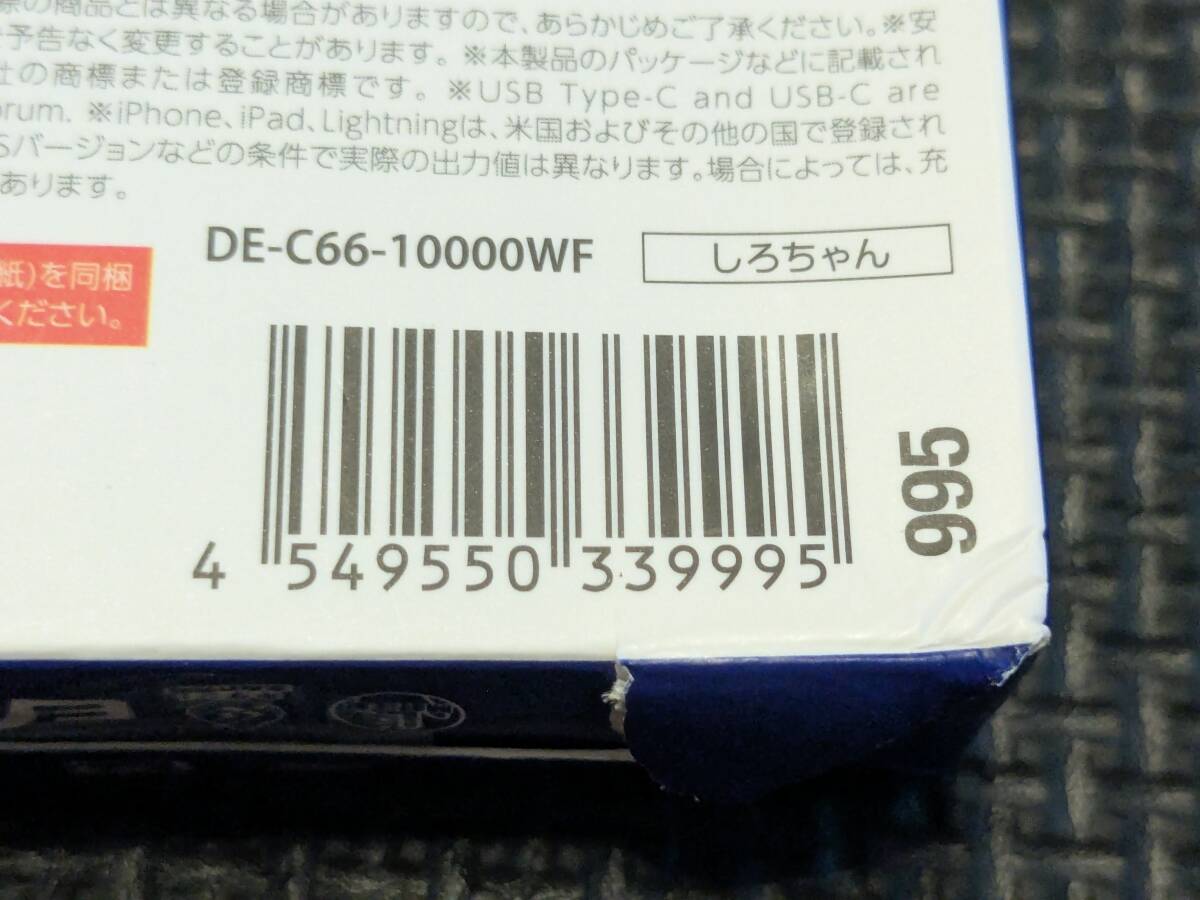 際の商品とは異なる場合がありますので、あらかじめご了承ください。※安
予告なく変更することがあります。※本製品のパッケージなどに記載され
社の商標または登録商標です。※USB Type-C and USB-C are
orum. ※iPhone、iPad、Lightningは、米国およびその他の国で登録され
Sバージョンなどの条件で実際の出力値は異なります。場合によっては、充
あります。
DE-C66-10000WF
しろちゃん
紙)を同梱
ください。
4 549550 339995
995